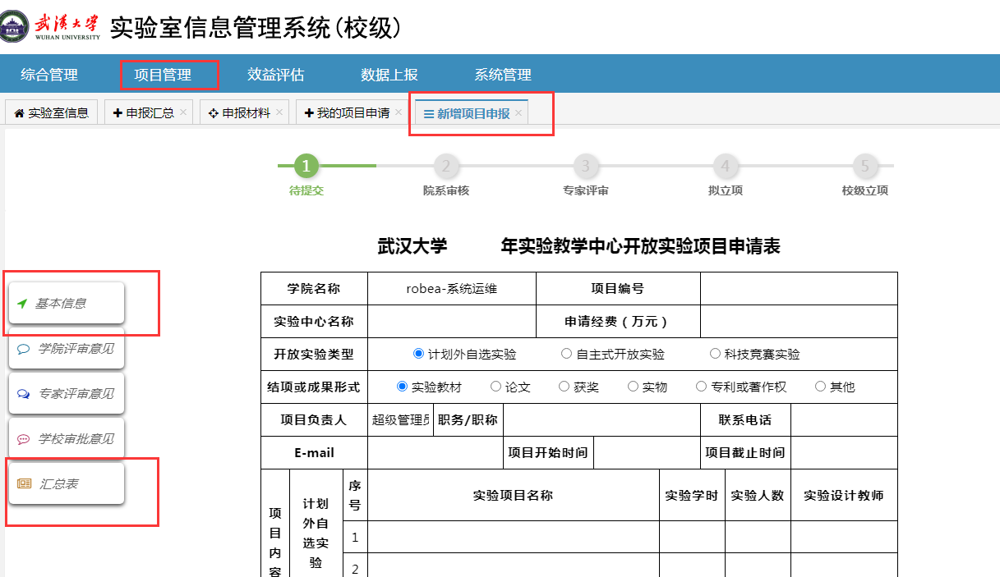 武漢大学 实验室信息管理系统(校级)
WUHAN UNIVERSITY
综合管理 项目管理 效益评估 数据上报 系统管理
实验室信息 申报汇总 × 申报材料 × 我的项目申请 × 新增项目申报 ×
1 2 3 4 5
待提交 院系审核 专家评审 拟立项 校级立项
武汉大学 年实验教学中心开放实验项目申请表
基本信息
学院评审意见
专家评审意见
学校审批意见
汇总表
学院名称 robea-系统运维 项目编号
实验中心名称 申请经费（万元）
开放实验类型 计划外自选实验 自主式开放实验 科技竞赛实验
结项或成果形式 实验教材 论文 获奖 实物 专利或著作权 其他
项目负责人 超级管理员 职务/职称 联系电话
E-mail 项目开始时间 项目截止时间
项目内容 计划外自选实验 序号 实验项目名称 实验学时 实验人数 实验设计教师
1
2